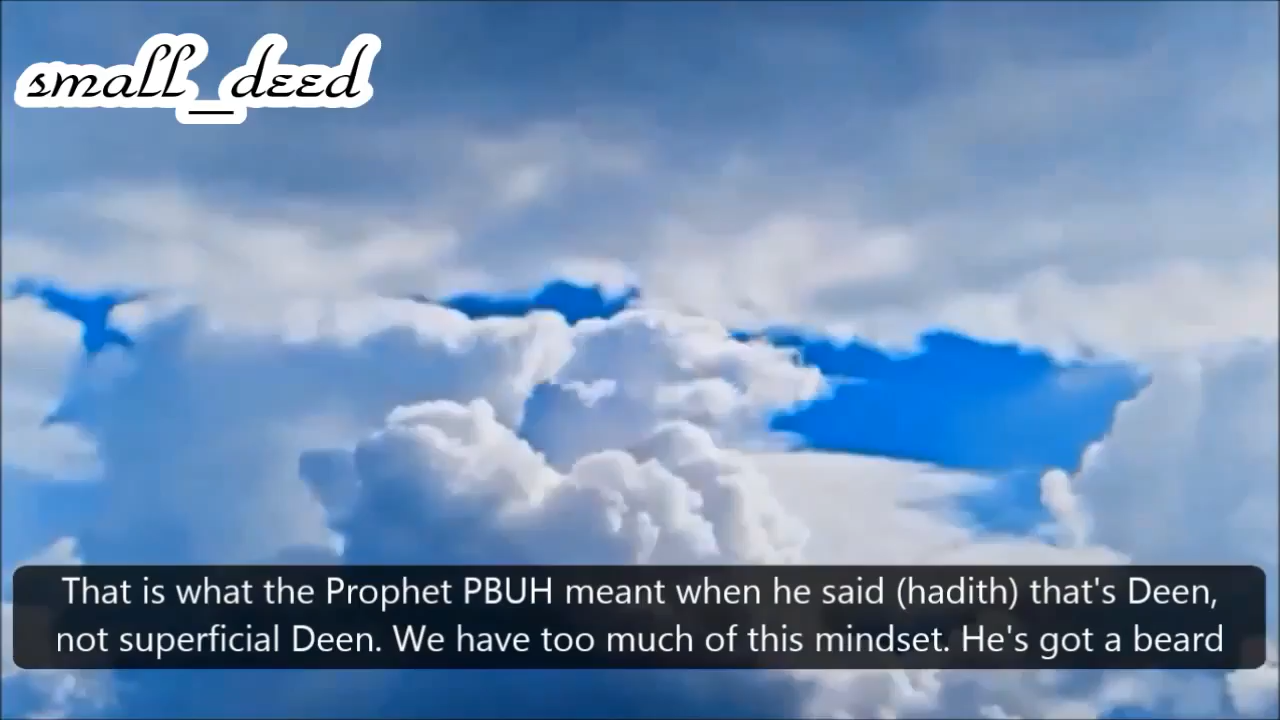 small_deed
That is what the Prophet PBUH meant when he said (hadith) that's Deen,
not superficial Deen. We have too much of this mindset. He's got a beard